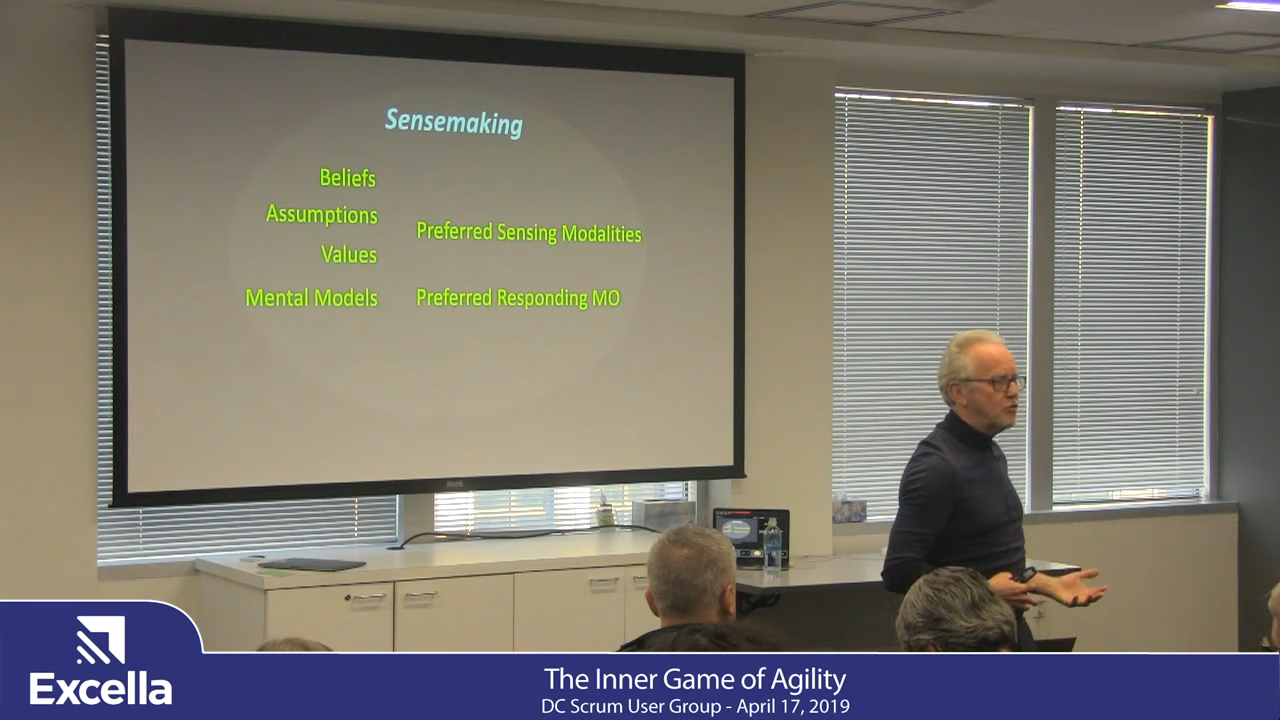 Sensemaking
Beliefs
Assumptions
Values
Mental Models
Preferred Sensing Modalities
Preferred Responding MO
Excella
The Inner Game of Agility
DC Scrum User Group - April 17, 2019